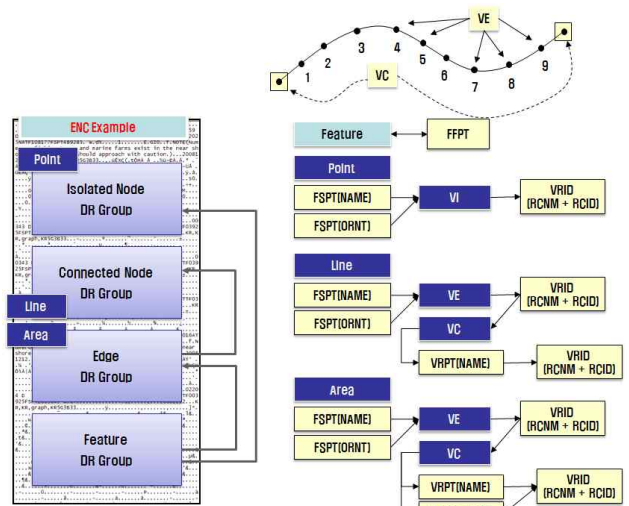 VE
1
2
3
4
5
6
7
8
9
VC
ENC Example
Point
Isolated Node
DR Group
Connected Node
DR Group
Line
Area
Edge
DR Group
Feature
DR Group
Feature
FFPT
Point
FSPT(NAME)
VI
VRID
(RCNM + RCID)
FSPT(ORNT)
Line
FSPT(NAME)
VE
VRID
(RCNM + RCID)
FSPT(ORNT)
VC
VRPT(NAME)
VRID
(RCNM + RCID)
Area
FSPT(NAME)
VE
VRID
(RCNM + RCID)
FSPT(ORNT)
VC
VRPT(NAME)
VRID
(RCNM + RCID)